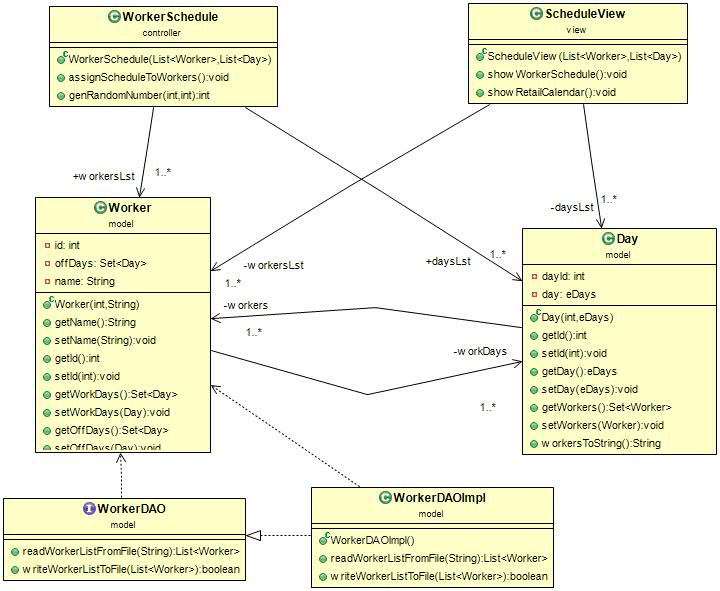 WorkerSchedule
controller
WorkerSchedule(List<Worker>,List<Day>)
assignScheduleToWorkers():void
genRandomNumber(int,int):int
ScheduleView
view
ScheduleView(List<Worker>,List<Day>)
show WorkerSchedule():void
show RetailCalendar():void
+w orkersLst
1..*
-daysLst
1..*
Worker
model
id: int
offDays: Set<Day>
name: String
Worker(int,String)
getName():String
setName(String):void
getId():int
setId(int):void
getWorkDays():Set<Day>
setWorkDays(Day):void
getOffDays():Set<Day>
setOffDays(Day):void
-w orkersLst
1..*
+daysLst
1..*
-w orkers
1..*
-w orkDays
1..*
Day
model
dayId: int
day: eDays
Day(int,eDays)
getId():int
setId(int):void
getDay():eDays
setDay(eDays):void
getWorkers():Set<Worker>
setWorkers(Worker):void
w orkersToString():String
WorkerDAO
model
readWorkerListFromFile(String):List<Worker>
w riteWorkerListToFile(List<Worker>):boolean
WorkerDAOImpl
model
WorkerDAOImpl()
readWorkerListFromFile(String):List<Worker>
w riteWorkerListToFile(List<Worker>):boolean